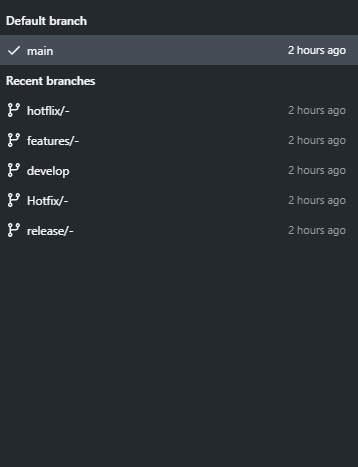 Default branch
main 2 hours ago
Recent branches
hotflix/- 2 hours ago
features/- 2 hours ago
develop 2 hours ago
Hotfix/- 2 hours ago
release/- 2 hours ago